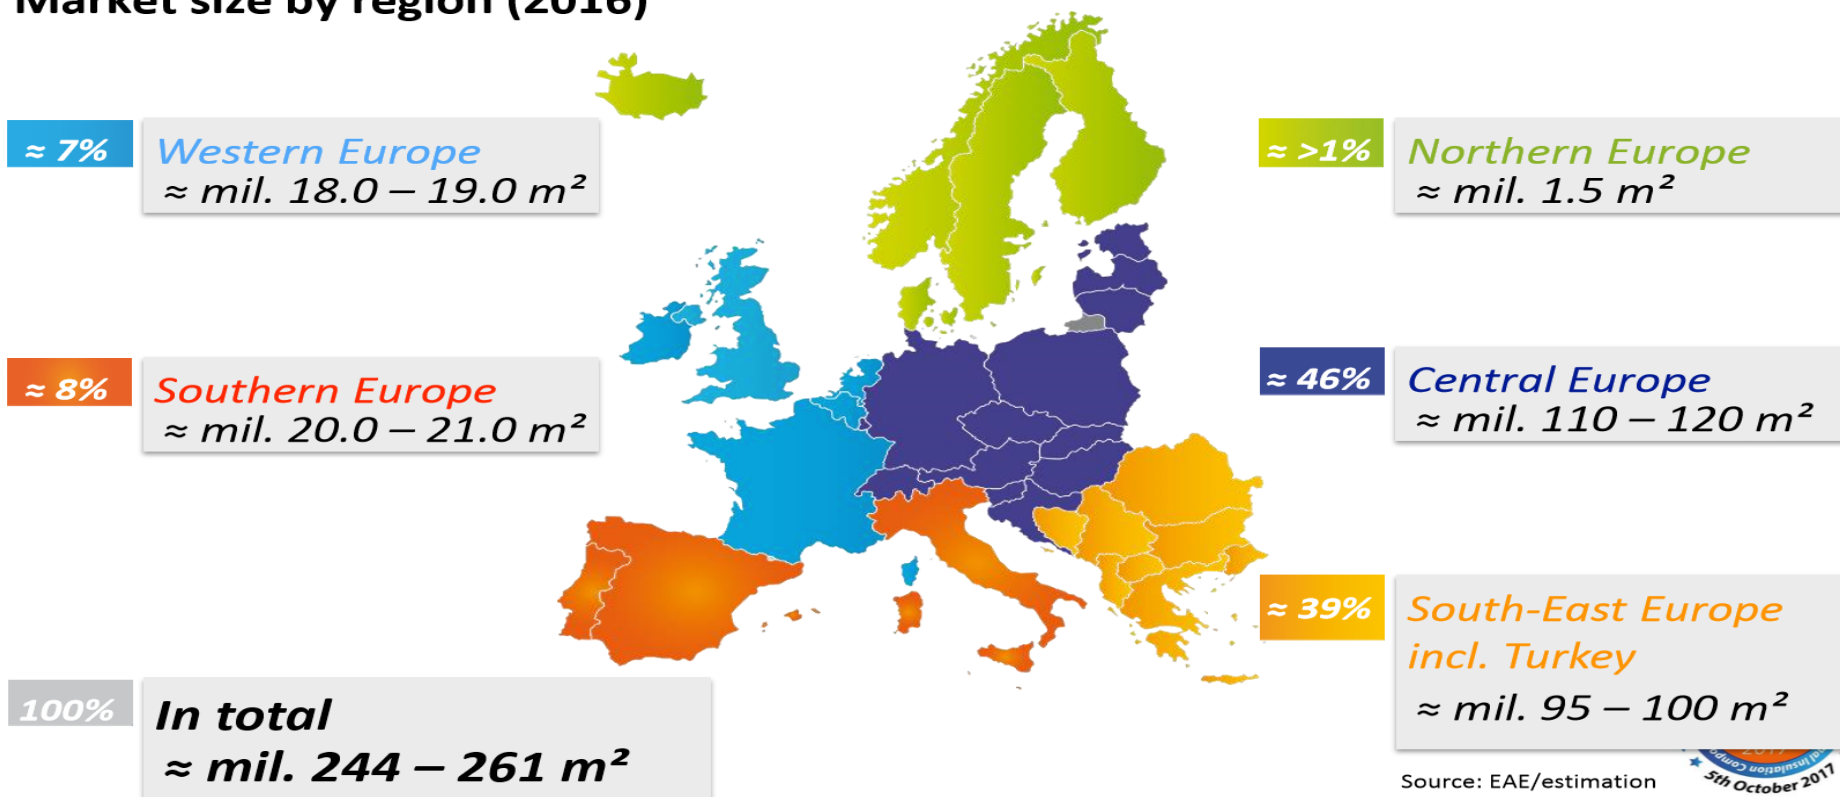 Market size by region (2016)
≈ 7%
Western Europe
≈ mil. 18.0 – 19.0 m²
≈ >1%
Northern Europe
≈ mil. 1.5 m²
≈ 8%
Southern Europe
≈ mil. 20.0 – 21.0 m²
≈ 46%
Central Europe
≈ mil. 110 – 120 m²
≈ 39%
South-East Europe
incl. Turkey
≈ mil. 95 – 100 m²
100%
In total
≈ mil. 244 – 261 m²
Source: EAE/estimation
2017
Insulation
5th October 2017